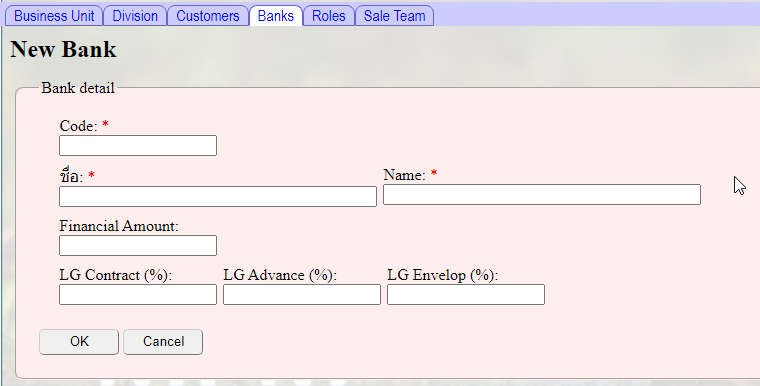 Business Unit Division Customers Banks Roles Sale Team
New Bank
Bank detail
Code: *
ชื่อ: * Name: *
Financial Amount:
LG Contract (%): LG Advance (%): LG Envelop (%):
OK Cancel